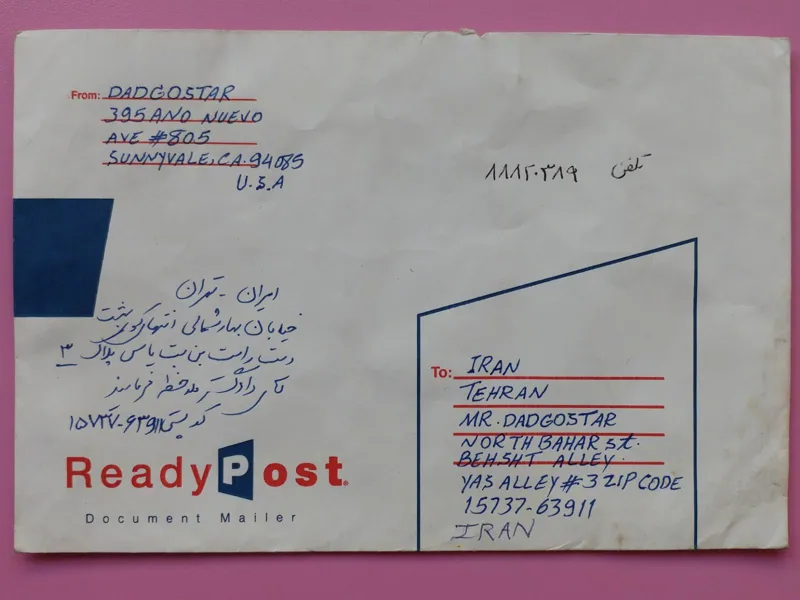 From: DADGOSTAR
395 ANO NUEVO
AVE #805
SUNNYVALE, CA. 94085
U.S.A
تلفن ۸۸۸۲۰۳۸۹
ایران - تهران
خیابان بهار شمالی انتهای کوی بهشت
دست راست بن بست یاس پلاک ۳
آقای دادگستر ملاحظه فرمایند
کد پستی ۱۵۷۳۷-۶۳۹۱۱
ReadyPost®
Document Mailer
To: IRAN
TEHRAN
MR. DADGOSTAR
NORTH BAHAR st.
BEHSHT ALLEY.
YAS ALLEY #3 ZIP CODE
15737-63911
IRAN